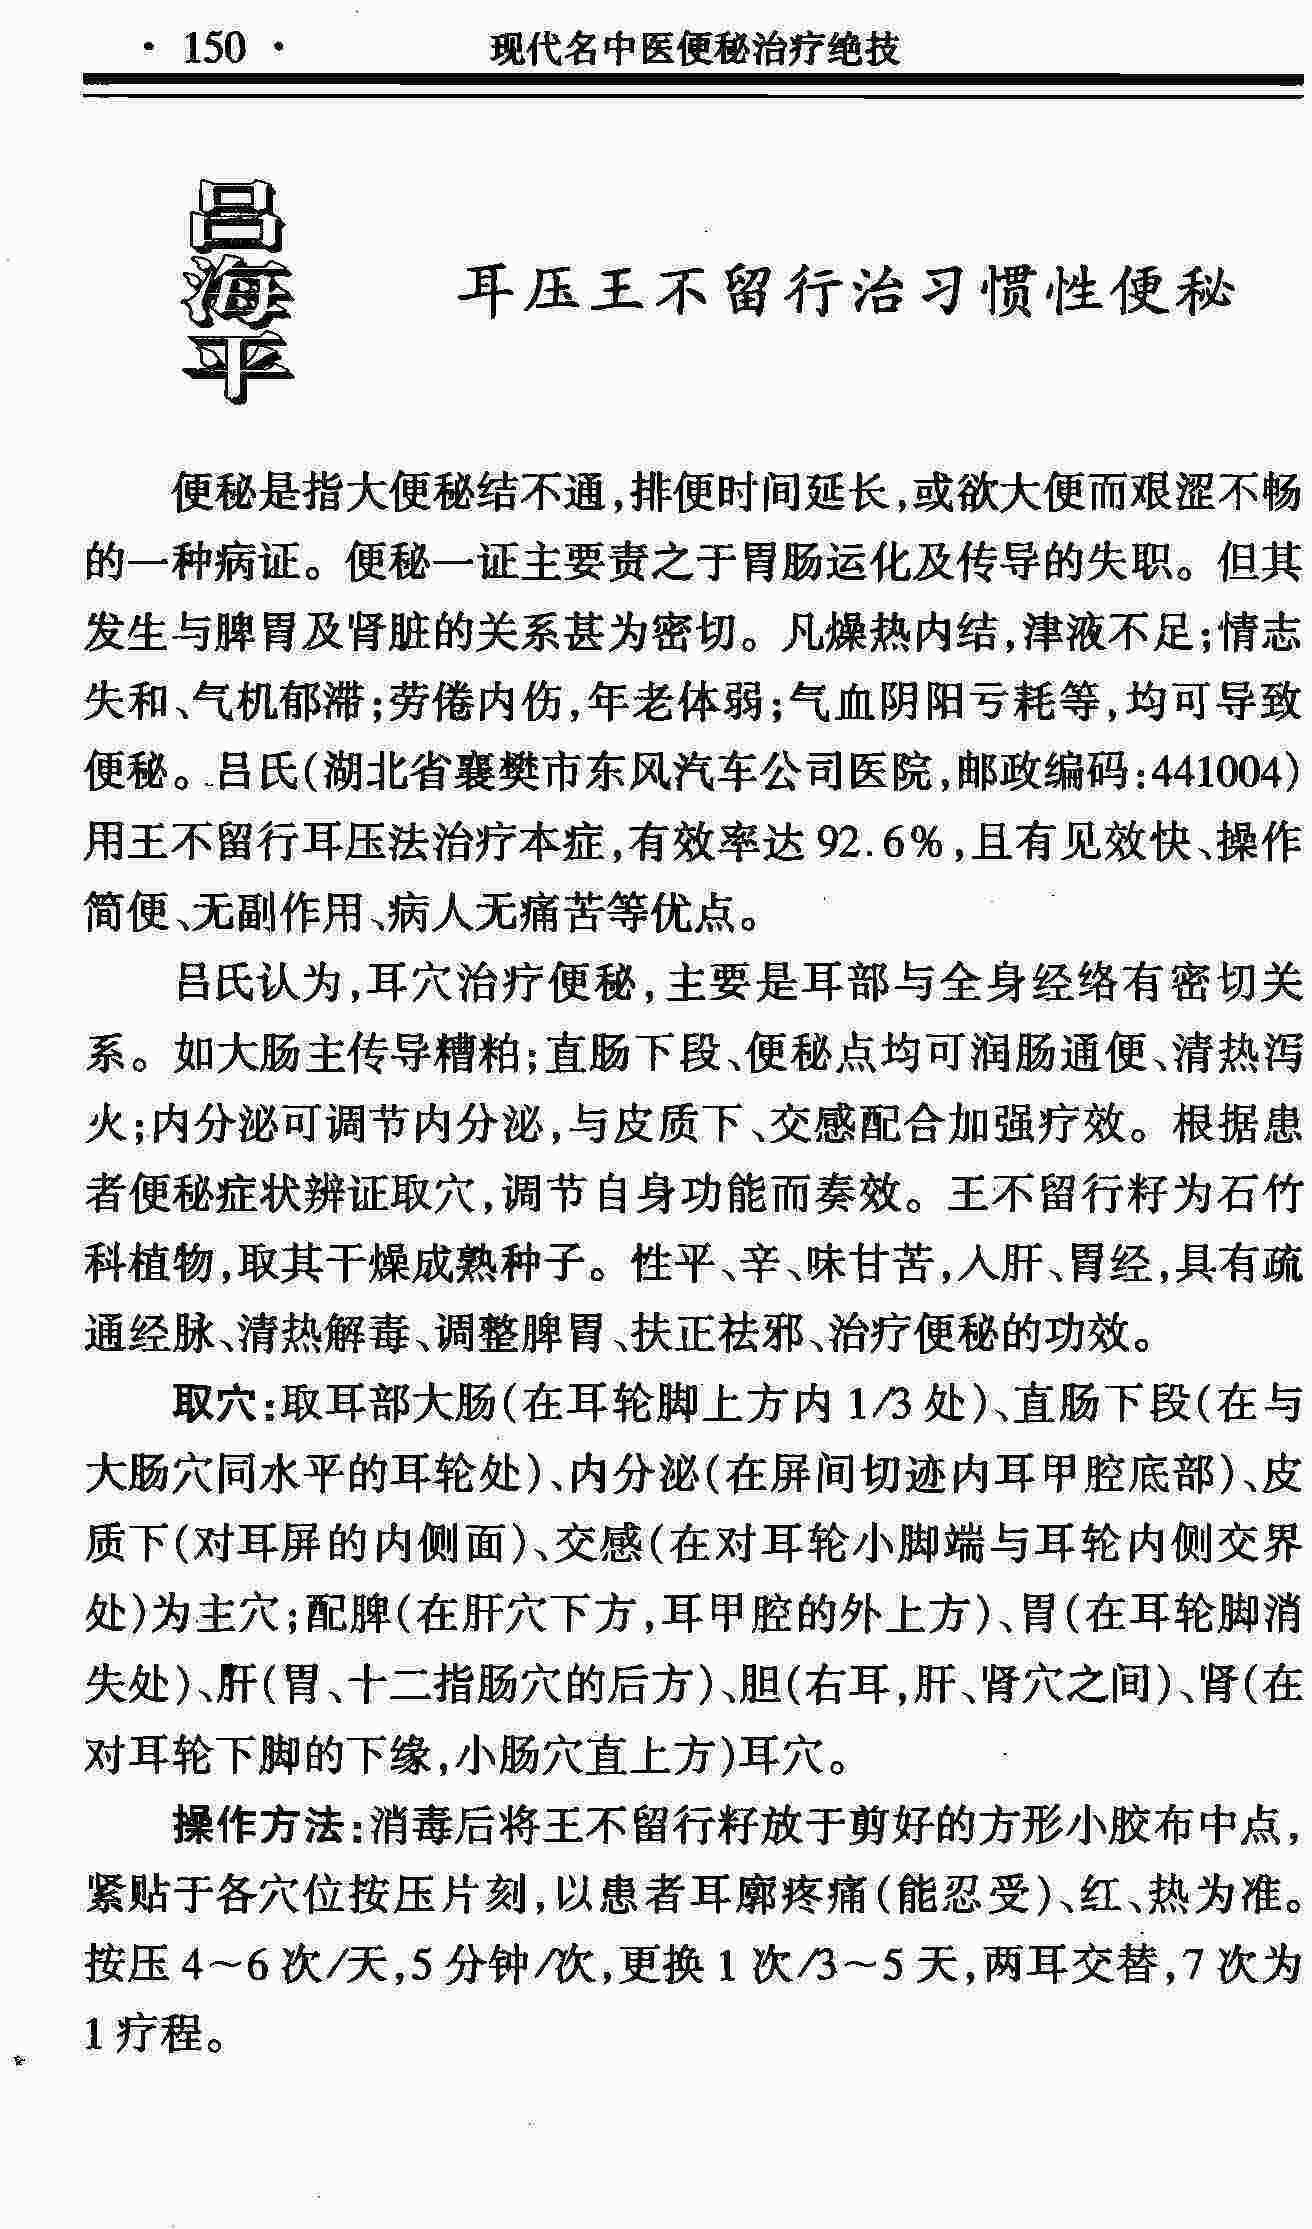 · 150 ·
现代名中医便秘治疗绝技
吕海平
耳压王不留行治习惯性便秘
便秘是指大便秘结不通,排便时间延长,或欲大便而艰涩不畅
的一种病证。便秘一证主要责之于胃肠运化及传导的失职。但其
发生与脾胃及肾脏的关系甚为密切。凡燥热内结,津液不足;情志
失和、气机郁滞;劳倦内伤,年老体弱;气血阴阳亏耗等,均可导致
便秘。吕氏(湖北省襄樊市东风汽车公司医院,邮政编码:441004)
用王不留行耳压法治疗本症,有效率达 92.6%,且有见效快、操作
简便、无副作用、病人无痛苦等优点。
吕氏认为,耳穴治疗便秘,主要是耳部与全身经络有密切关
系。如大肠主传导糟粕;直肠下段、便秘点均可润肠通便、清热泻
火;内分泌可调节内分泌,与皮质下、交感配合加强疗效。根据患
者便秘症状辨证取穴,调节自身功能而奏效。王不留行籽为石竹
科植物,取其干燥成熟种子。性平、辛、味甘苦,入肝、胃经,具有疏
通经脉、清热解毒、调整脾胃、扶正祛邪、治疗便秘的功效。
取穴:取耳部大肠(在耳轮脚上方内 1/3 处)、直肠下段(在与
大肠穴同水平的耳轮处)、内分泌(在屏间切迹内耳甲腔底部)、皮
质下(对耳屏的内侧面)、交感(在对耳轮小脚端与耳轮内侧交界
处)为主穴;配脾(在肝穴下方,耳甲腔的外上方)、胃(在耳轮脚消
失处)、肝(胃、十二指肠穴的后方)、胆(右耳,肝、肾穴之间)、肾(在
对耳轮下脚的下缘,小肠穴直上方)耳穴。
操作方法:消毒后将王不留行籽放于剪好的方形小胶布中点,
紧贴于各穴位按压片刻,以患者耳廓疼痛(能忍受)、红、热为准。
按压 4~6 次/天,5 分钟/次,更换 1 次/3~5 天,两耳交替,7 次为
1 疗程。